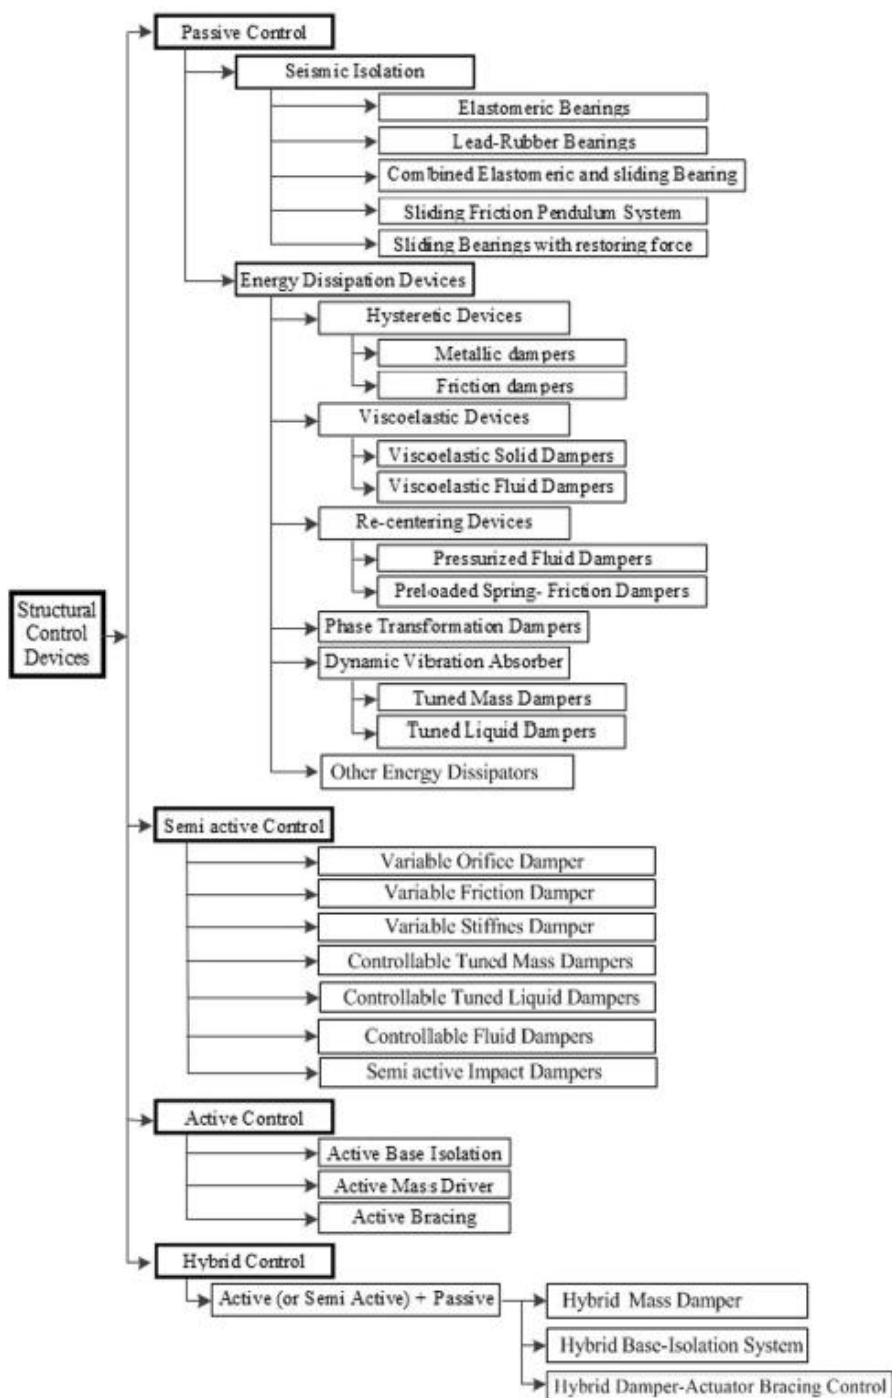 Passive Control
Seismic Isolation
Elastomeric Bearings
Lead-Rubber Bearings
Combined Elastomeric and sliding Bearing
Sliding Friction Pendulum System
Sliding Bearings with restoring force
Energy Dissipation Devices
Hysteretic Devices
Metallic dampers
Friction dampers
Viscoelastic Devices
Viscoelastic Solid Dampers
Viscoelastic Fluid Dampers
Re-centering Devices
Pressurized Fluid Dampers
Preloaded Spring- Friction Dampers
Structural
Control
Devices
Phase Transformation Dampers
Dynamic Vibration Absorber
Tuned Mass Dampers
Tuned Liquid Dampers
Other Energy Dissipators
Semi active Control
Variable Orifice Damper
Variable Friction Damper
Variable Stiffnes Damper
Controllable Tuned Mass Dampers
Controllable Tuned Liquid Dampers
Controllable Fluid Dampers
Semi active Impact Dampers
Active Control
Active Base Isolation
Active Mass Driver
Active Bracing
Hybrid Control
Active (or Semi Active) + Passive
Hybrid Mass Damper
Hybrid Base-Isolation System
Hybrid Damper-Actuator Bracing Control